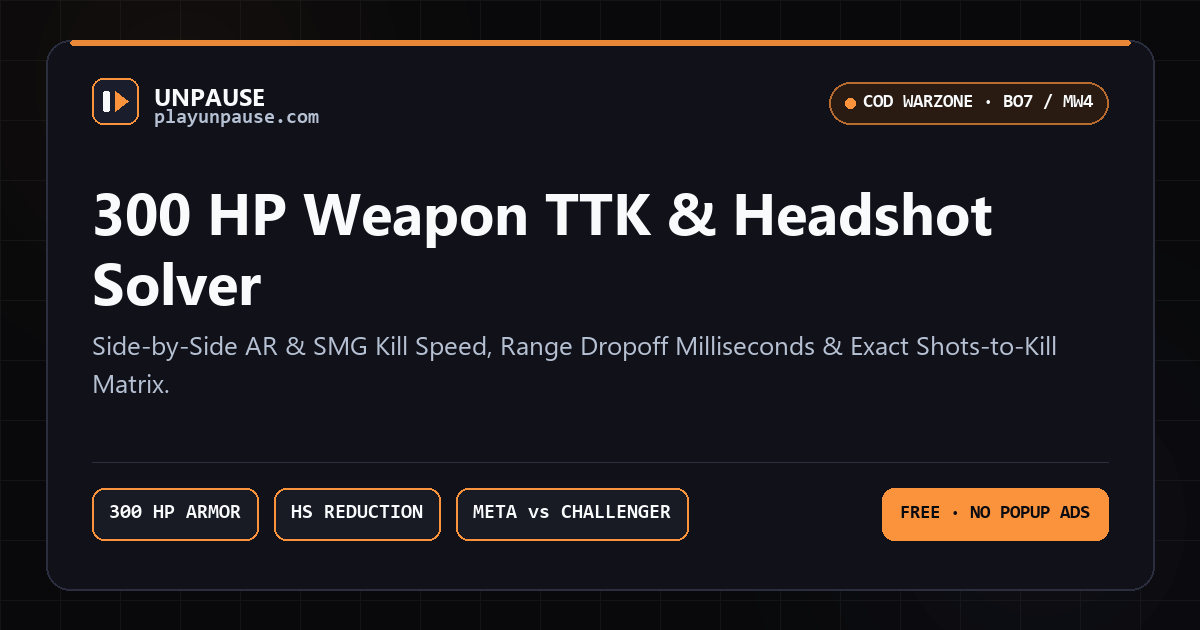 UNPAUSE
playunpause.com
COD WARZONE · BO7 / MW4
300 HP Weapon TTK & Headshot
Solver
Side-by-Side AR & SMG Kill Speed, Range Dropoff Milliseconds & Exact Shots-to-Kill
Matrix.
300 HP ARMOR
HS REDUCTION
META vs CHALLENGER
FREE · NO POPUP ADS